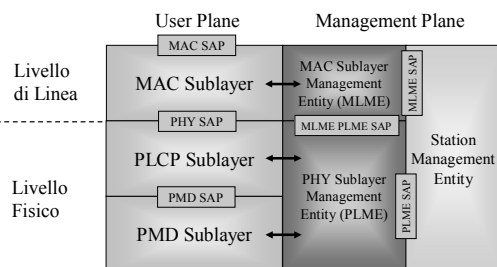 User Plane
Management Plane
MAC SAP
Livello
di Linea
MAC Sublayer
MAC Sublayer
Management
Entity (MLME)
MLME SAP
PHY SAP
MLME PLME SAP
PLCP Sublayer
Station
Management
Entity
Livello
Fisico
PMD SAP
PHY Sublayer
Management
Entity (PLME)
PLME SAP
PMD Sublayer